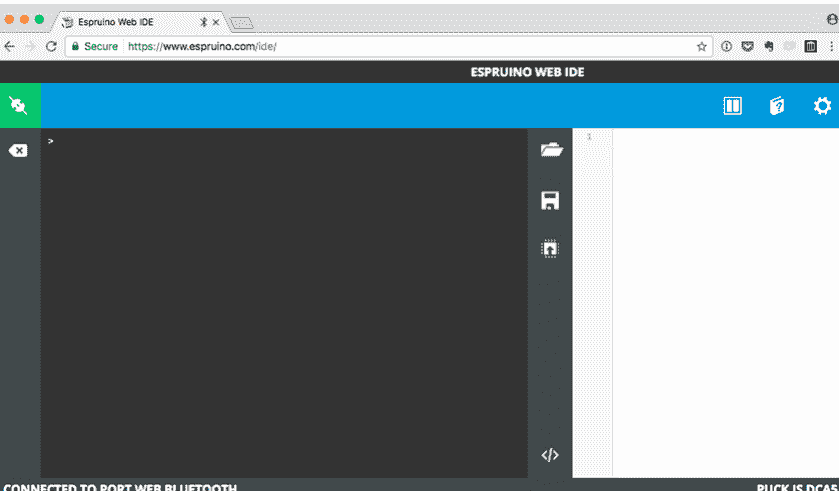 Espruino Web IDE
Secure https://www.espruino.com/ide/
ESPRUINO WEB IDE
>
1
</>
CONNECTED TO PORT WEB BLUETOOTH
PUCK.JS DCA5